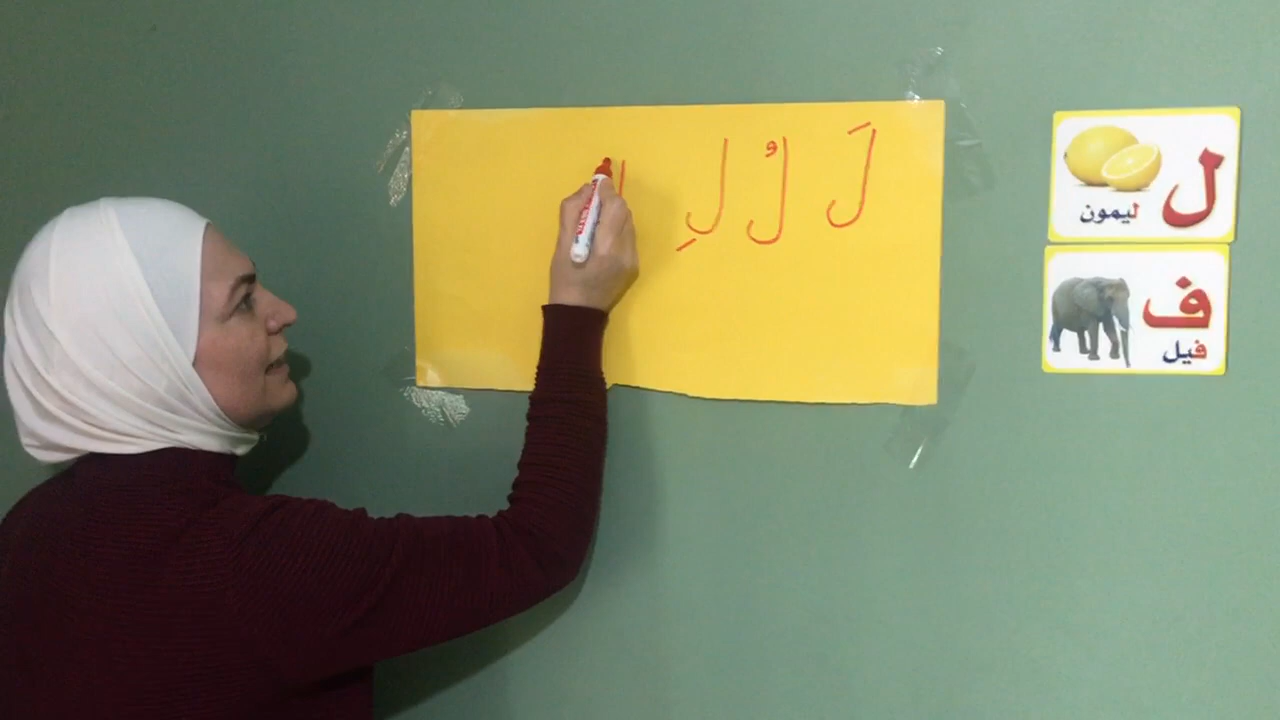 لَ لُ لِ
ل
ليمون
ف
فيل